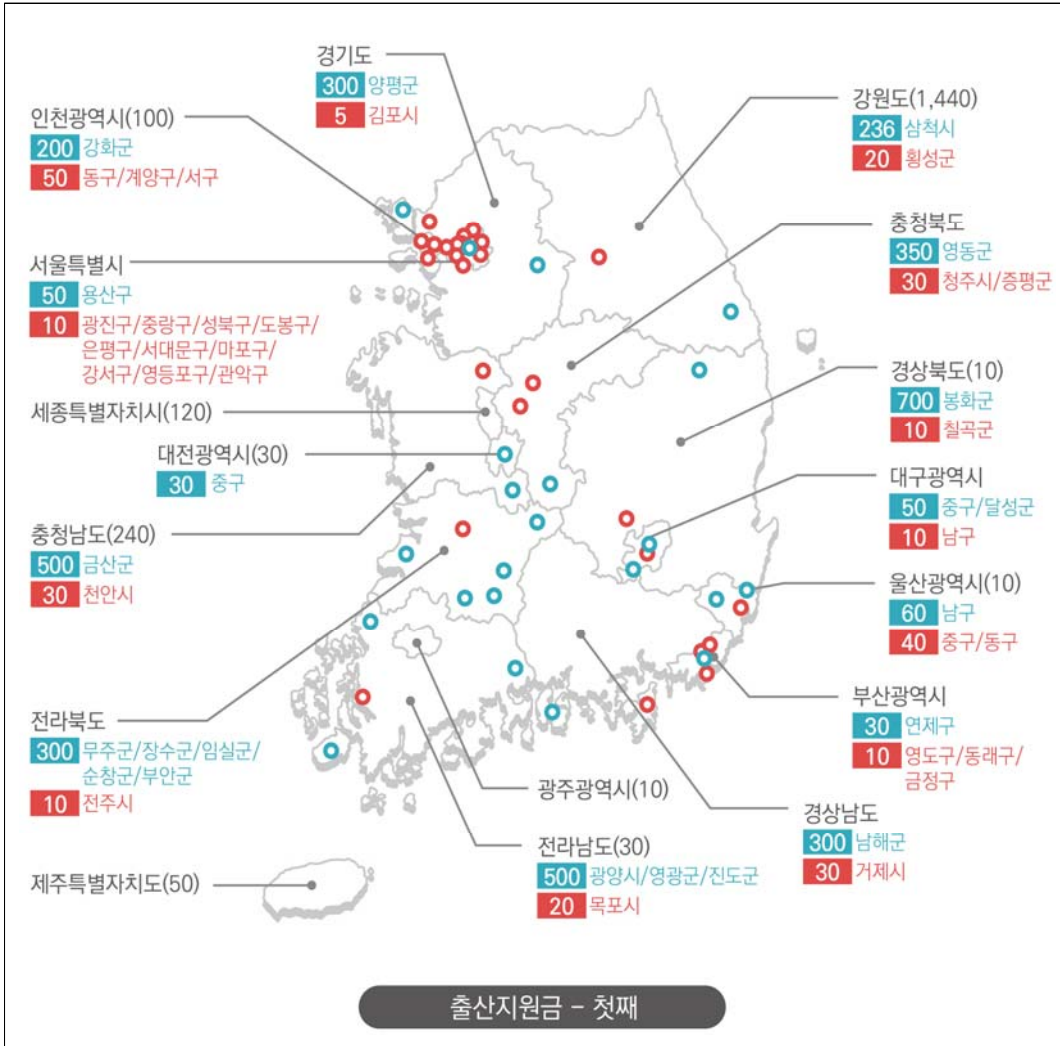 경기도
300 양평군
5 김포시
인천광역시(100)
200 강화군
50 동구/계양구/서구
강원도(1,440)
236 삼척시
20 횡성군
서울특별시
50 용산구
10 광진구/중랑구/성북구/도봉구/
은평구/서대문구/마포구/
강서구/영등포구/관악구
충청북도
350 영동군
30 청주시/증평군
세종특별자치시(120)
경상북도(10)
700 봉화군
10 칠곡군
대전광역시(30)
30 중구
대구광역시
50 중구/달성군
10 남구
충청남도(240)
500 금산군
30 천안시
울산광역시(10)
60 남구
40 중구/동구
전라북도
300 무주군/장수군/임실군/
순창군/부안군
10 전주시
부산광역시
30 연제구
10 영도구/동래구/
금정구
광주광역시(10)
경상남도
300 남해군
30 거제시
전라남도(30)
500 광양시/영광군/진도군
20 목포시
제주특별자치도(50)
출산지원금 – 첫째